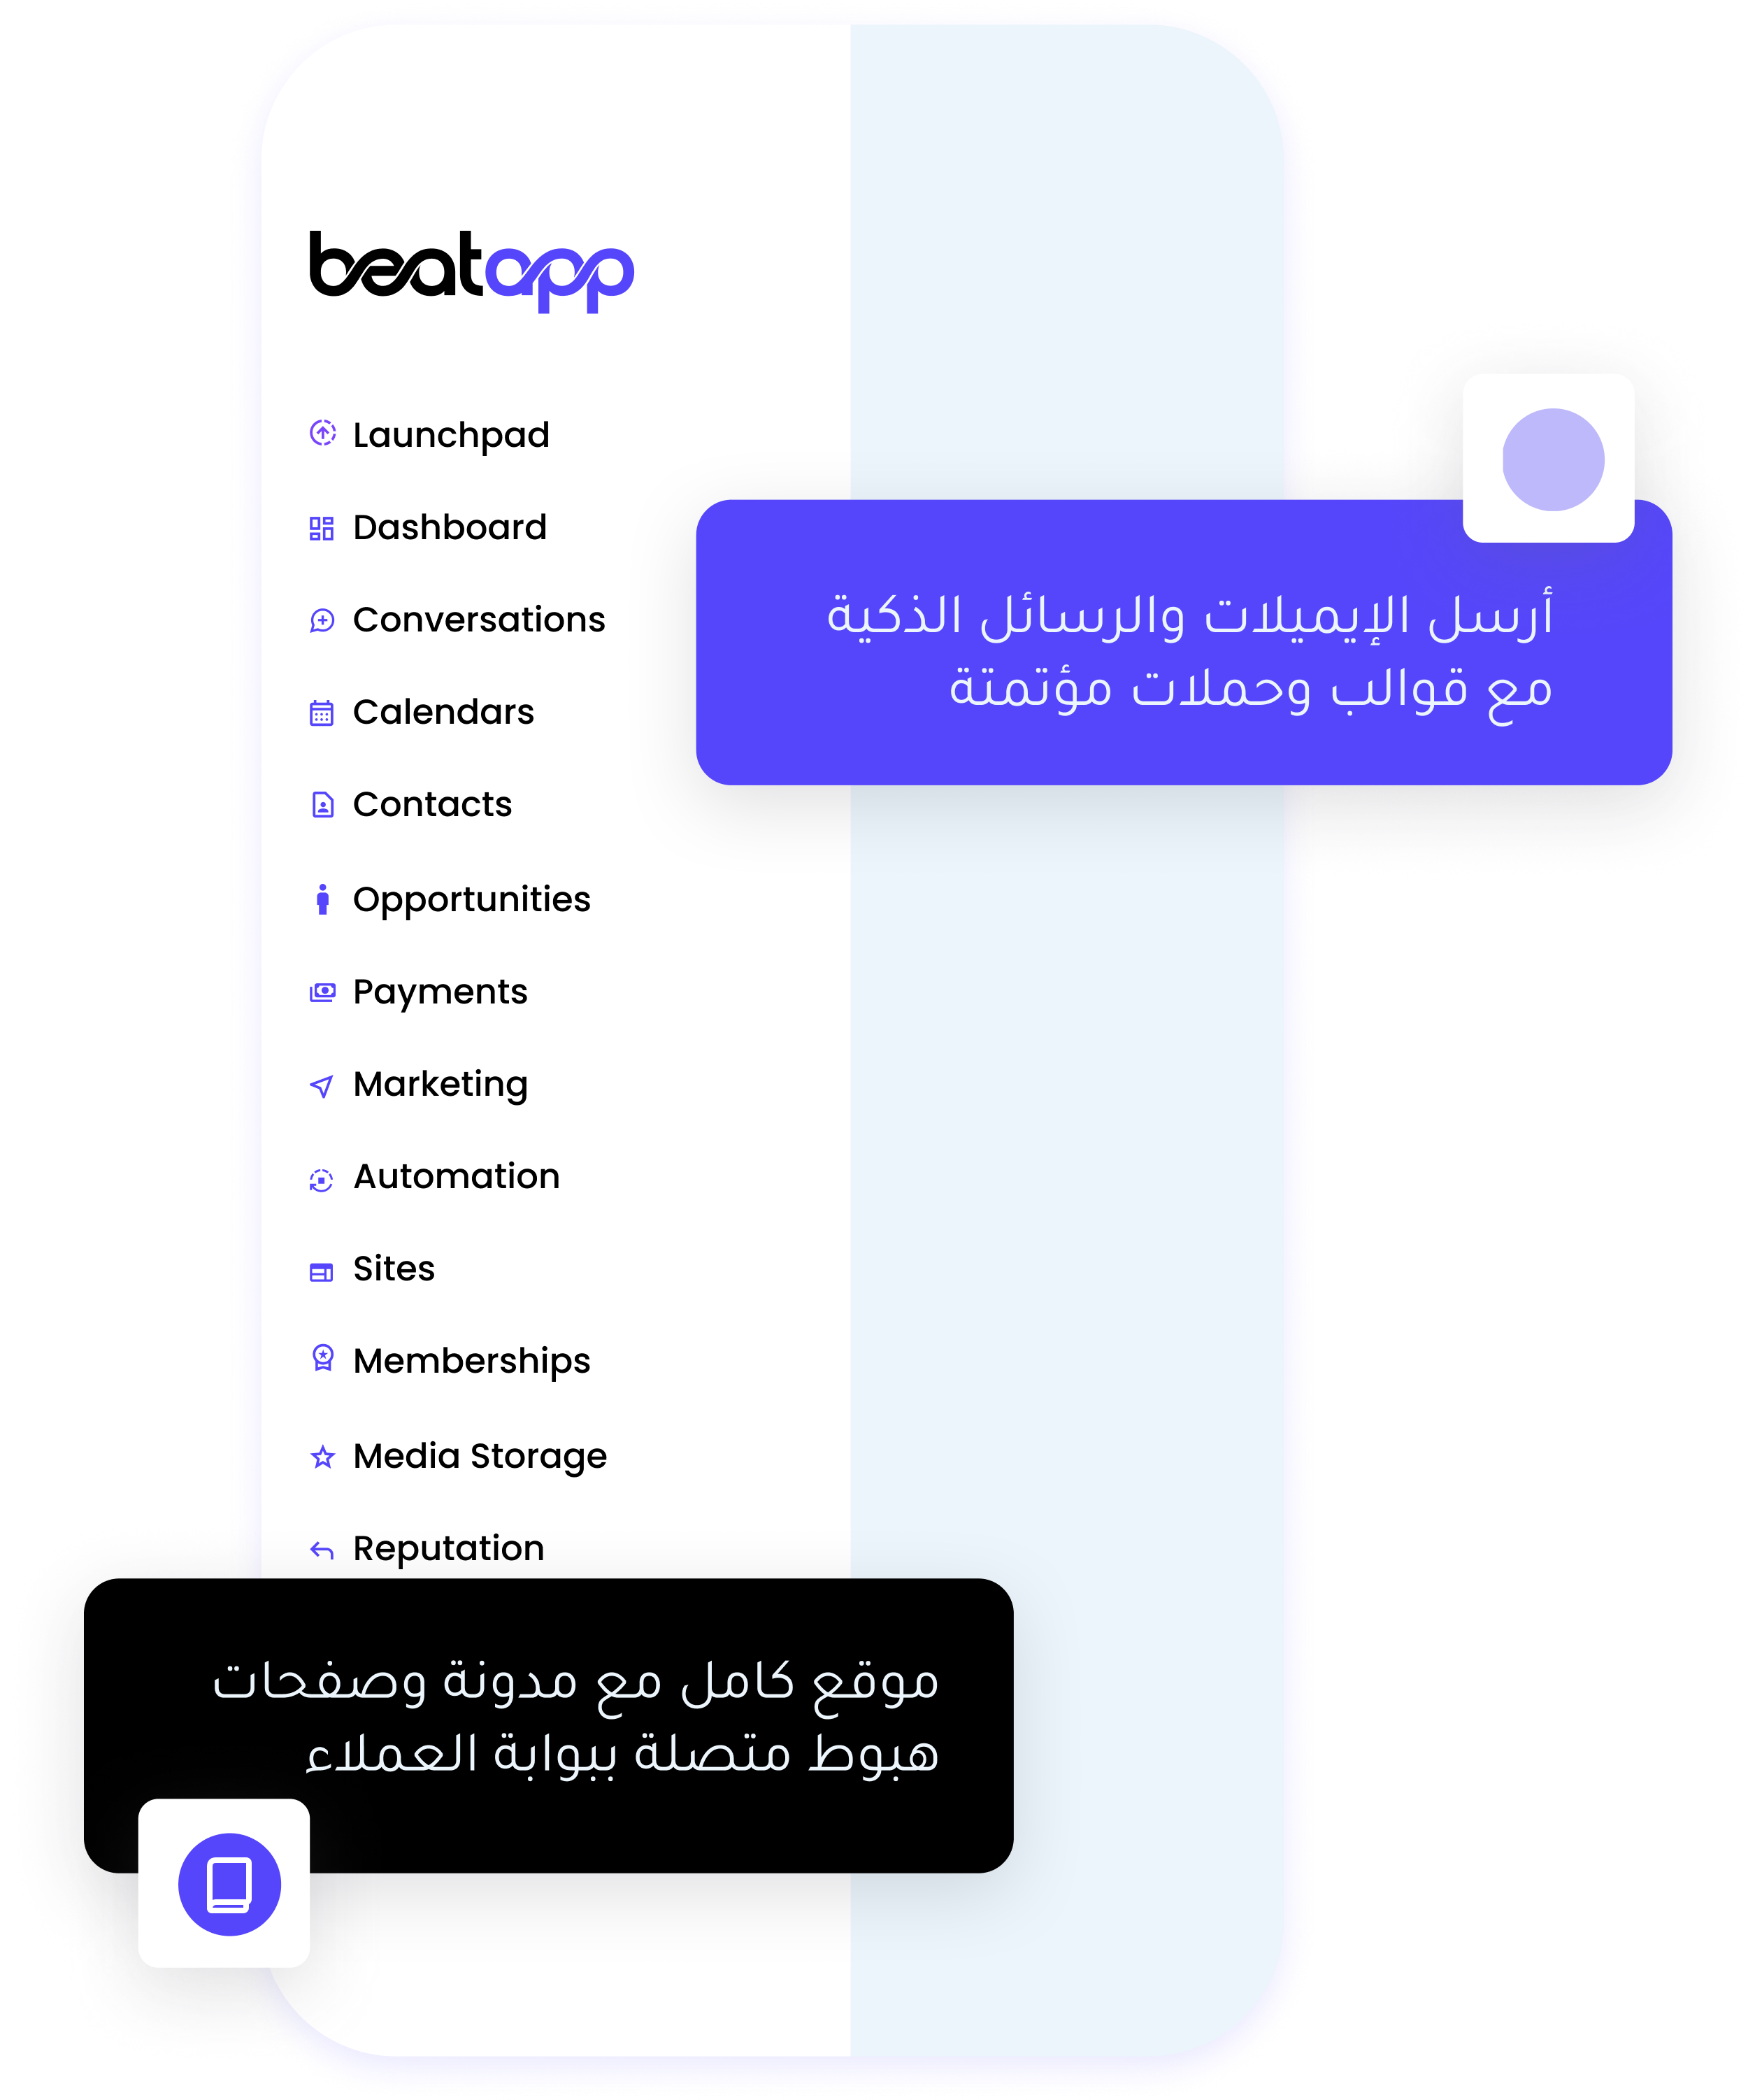 beatapp
Launchpad
Dashboard
Conversations
Calendars
Contacts
Opportunities
Payments
Marketing
Automation
Sites
Memberships
Media Storage
Reputation
أرسل الإيميلات والرسائل الذكية
مع قوالب وحملات مؤتمتة
موقع كامل مع مدونة وصفحات
هبوط متصلة ببوابة العملاء